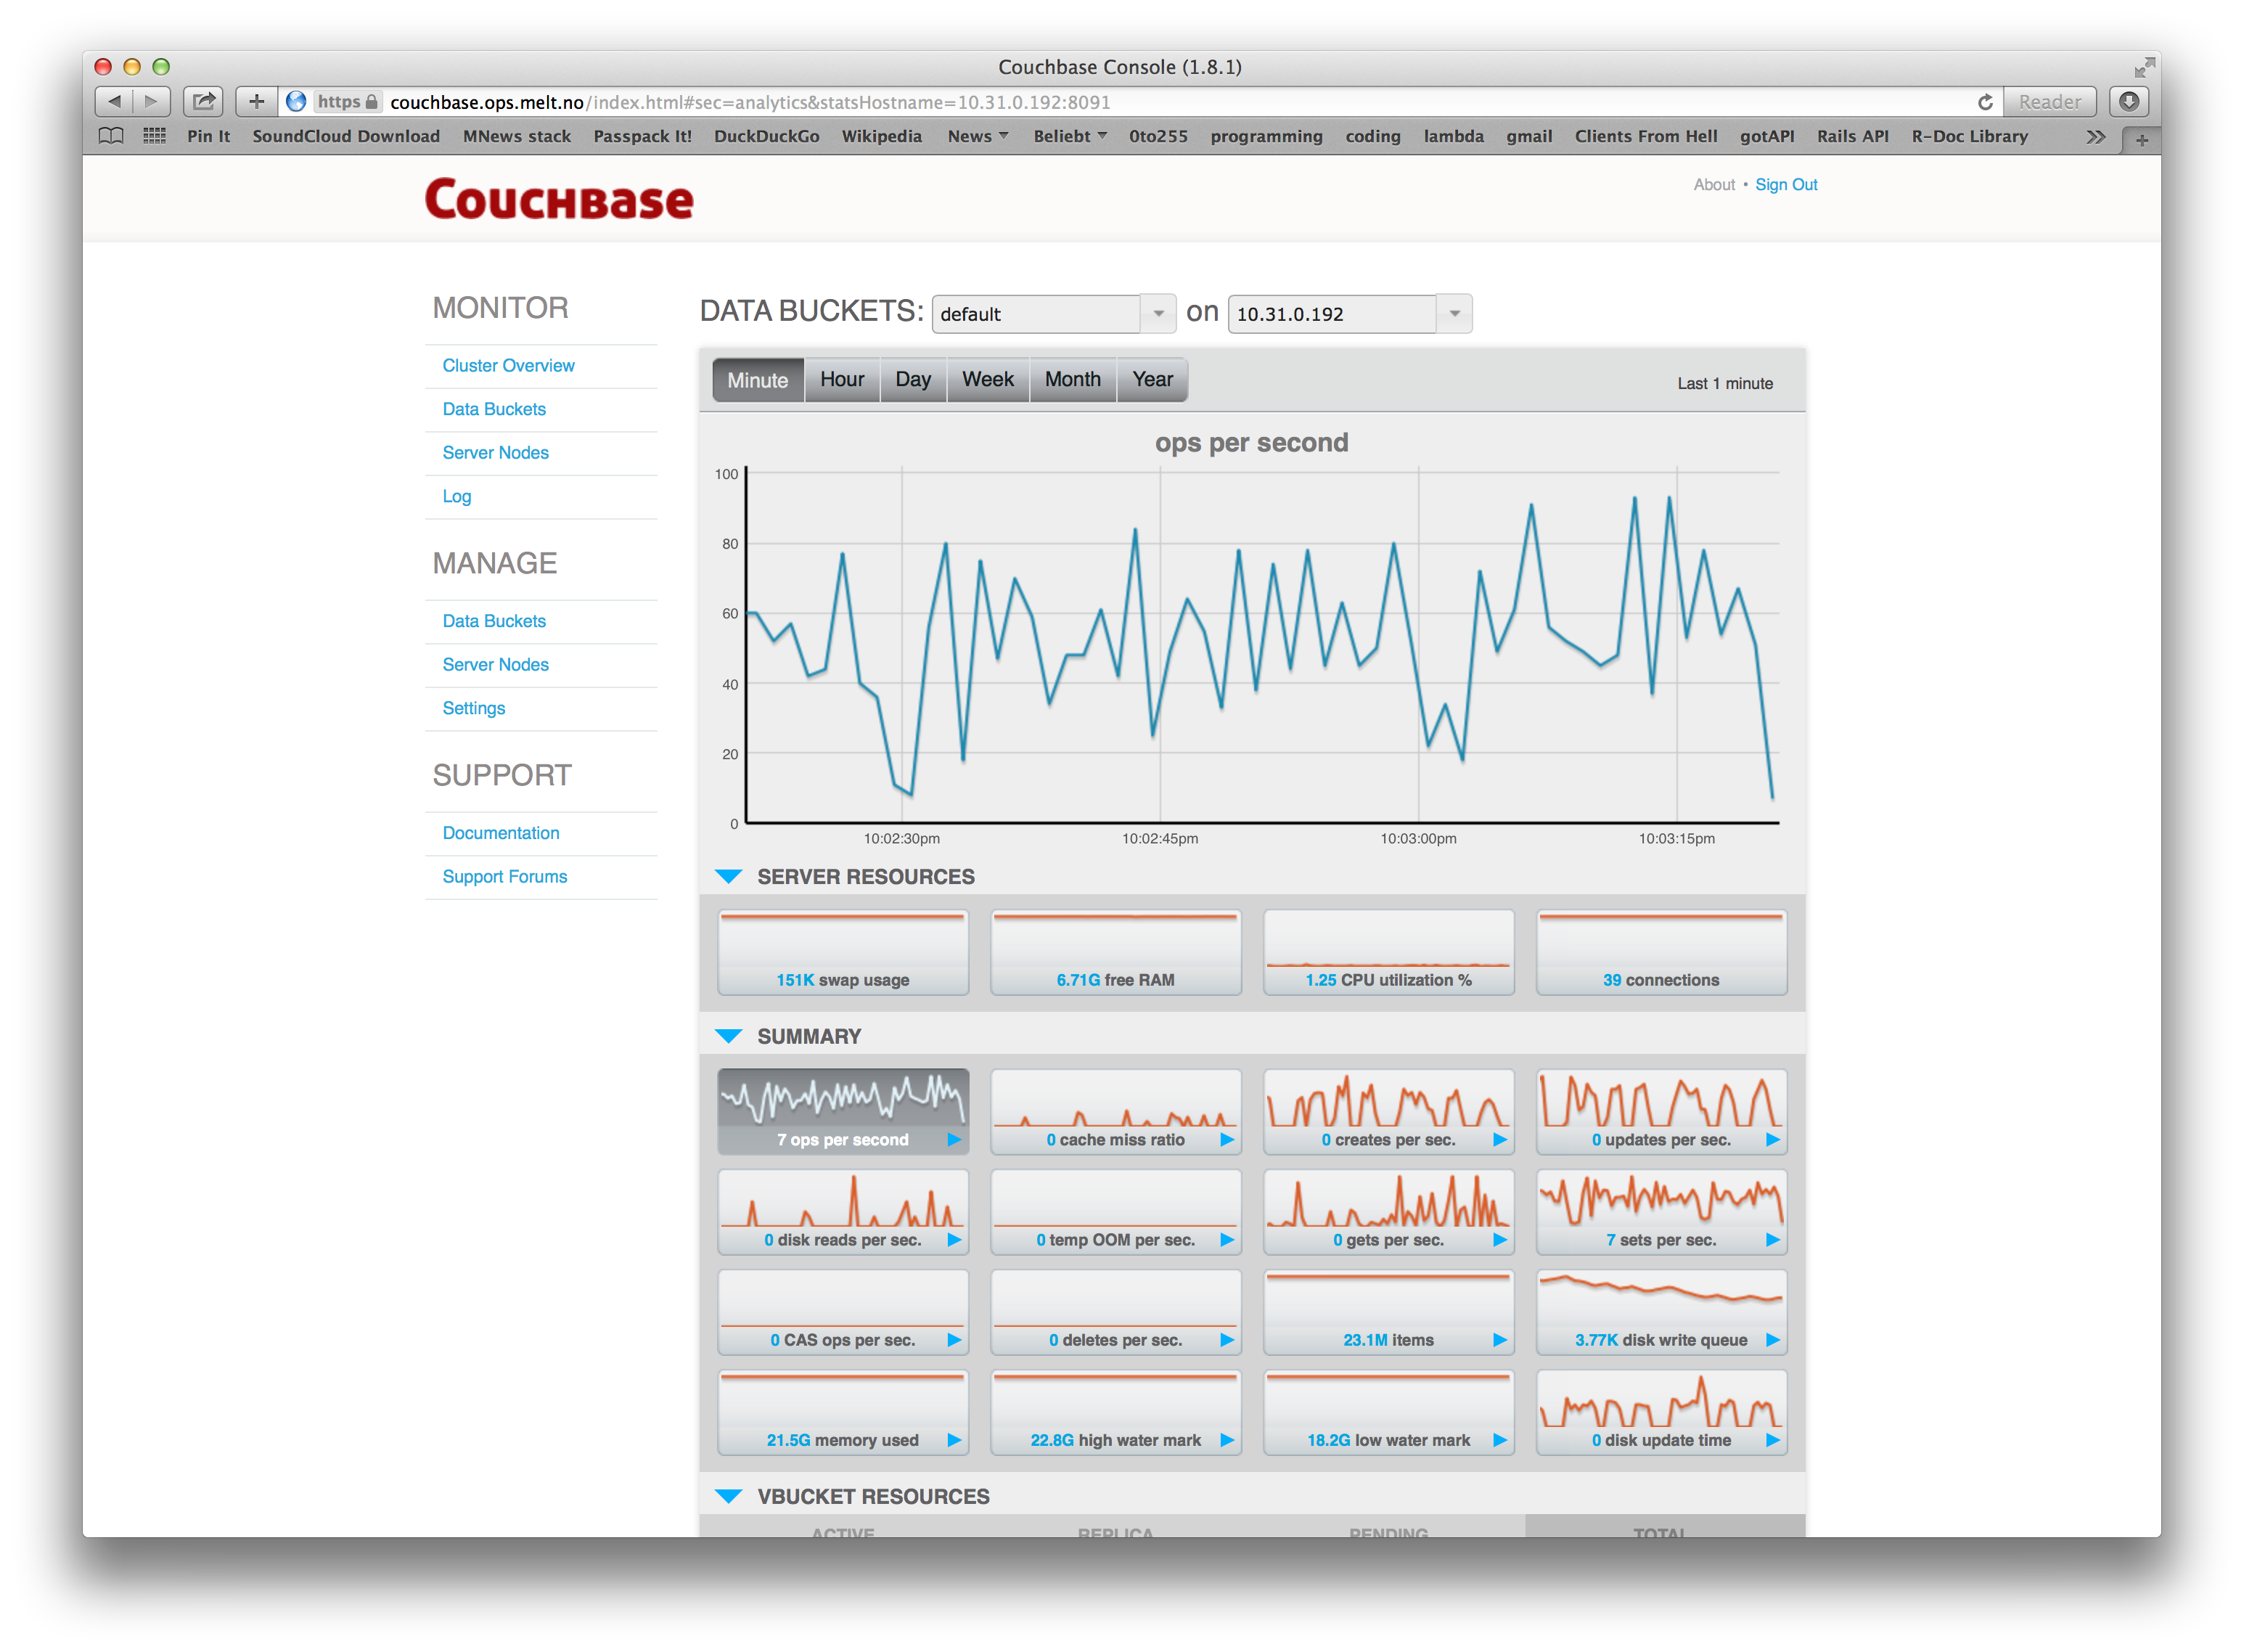 Couchbase Console (1.8.1)
https couchbase.ops.melt.no/index.html#sec=analytics&statsHostname=10.31.0.192:8091 Reader
Pin It SoundCloud Download MNews stack Passpack It! DuckDuckGo Wikipedia News Beliebt 0to255 programming coding lambda gmail Clients From Hell gotAPI Rails API R-Doc Library
Couchbase
About • Sign Out
MONITOR
Cluster Overview
Data Buckets
Server Nodes
Log
MANAGE
Data Buckets
Server Nodes
Settings
SUPPORT
Documentation
Support Forums
DATA BUCKETS: default on 10.31.0.192
Minute Hour Day Week Month Year Last 1 minute
ops per second
100
80
60
40
20
0
10:02:30pm 10:02:45pm 10:03:00pm 10:03:15pm
SERVER RESOURCES
151K swap usage 6.71G free RAM 1.25 CPU utilization % 39 connections
SUMMARY
7 ops per second 0 cache miss ratio 0 creates per sec. 0 updates per sec.
0 disk reads per sec. 0 temp OOM per sec. 0 gets per sec. 7 sets per sec.
0 CAS ops per sec. 0 deletes per sec. 23.1M items 3.77K disk write queue
21.5G memory used 22.8G high water mark 18.2G low water mark 0 disk update time
VBUCKET RESOURCES
ACTIVE REPLICA PENDING TOTAL